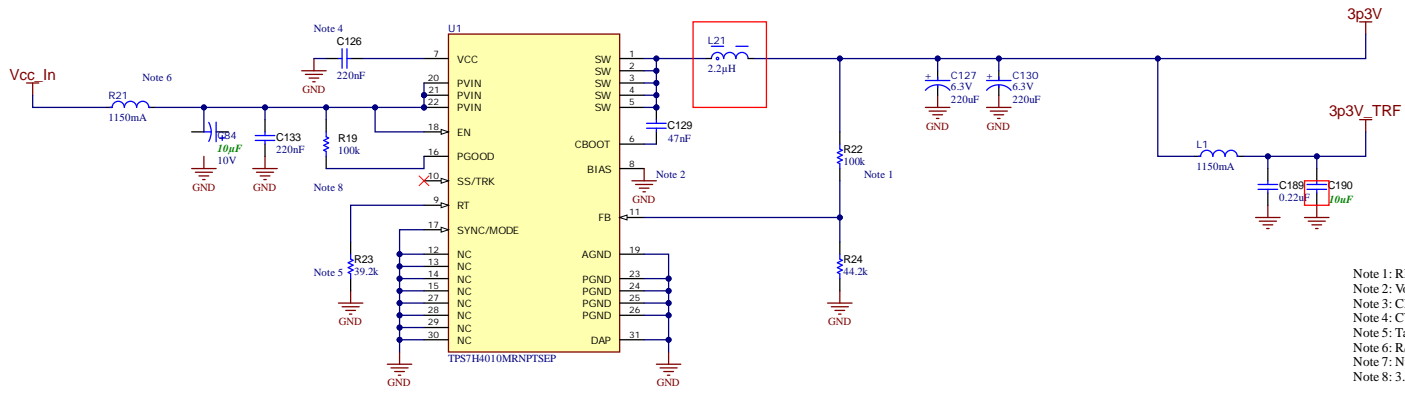 3p3V
Note 4
U1
C126
220nF
GND
7 VCC
SW 1
SW 2
SW 3
SW 4
SW 5
L21
2.2µH
Vcc_In
Note 6
R21
1150mA
20 PVIN
21 PVIN
22 PVIN
C127
6.3V
220uF
GND
C130
6.3V
220uF
GND
3p3V_TRF
C84
10µF
10V
GND
C133
220nF
GND
R19
100k
18 EN
C129
47nF
CBOOT 6
16 PGOOD
BIAS 8
Note 2
GND
R22
100k
Note 1
L1
1150mA
Note 8
10 SS/TRK
C189
0.22uF
C190
10uF
9 RT
FB 11
17 SYNC/MODE
Note 5
R23
39.2k
GND
12 NC
13 NC
14 NC
15 NC
27 NC
28 NC
29 NC
30 NC
AGND 19
PGND 23
PGND 24
PGND 25
PGND 26
DAP 31
R24
44.2k
GND
TPS7H4010MRNPTSEP
GND
GND
Note 1: R
Note 2: Vo
Note 3: C
Note 4: C
Note 5: Ta
Note 6: Ra
Note 7: N
Note 8: 3.